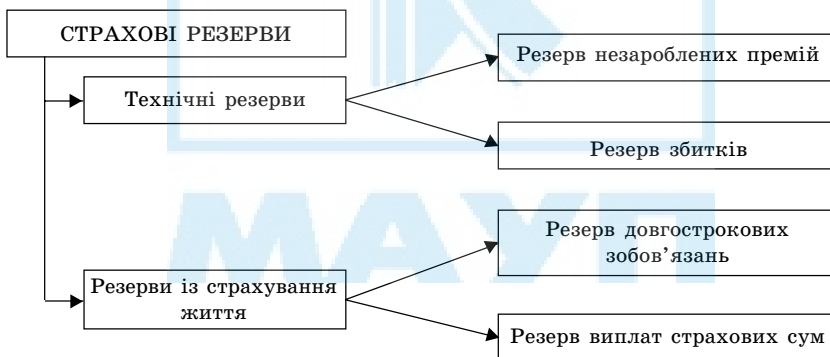 СТРАХОВІ РЕЗЕРВИ
Технічні резерви
Резерв незароблених премій
Резерв збитків
Резерви із страхування
життя
Резерв довгострокових
зобов’язань
Резерв виплат страхових сум
МАУП